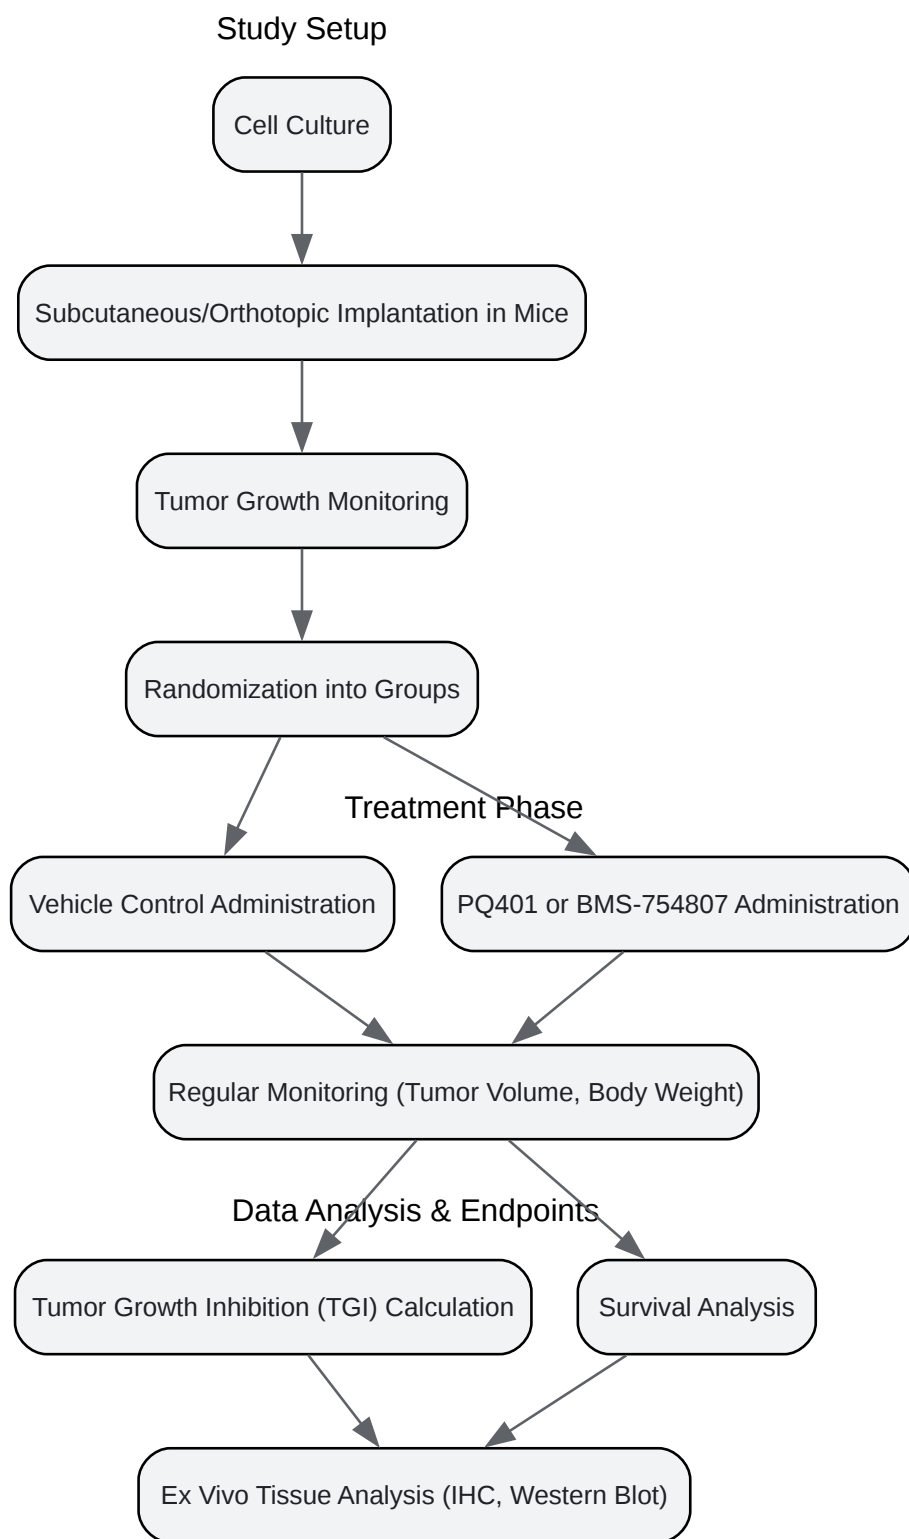 Study Setup
Cell Culture
Subcutaneous/Orthotopic Implantation in Mice
Tumor Growth Monitoring
Randomization into Groups
Treatment Phase
Vehicle Control Administration
PQ401 or BMS-754807 Administration
Regular Monitoring (Tumor Volume, Body Weight)
Data Analysis & Endpoints
Tumor Growth Inhibition (TGI) Calculation
Survival Analysis
Ex Vivo Tissue Analysis (IHC, Western Blot)